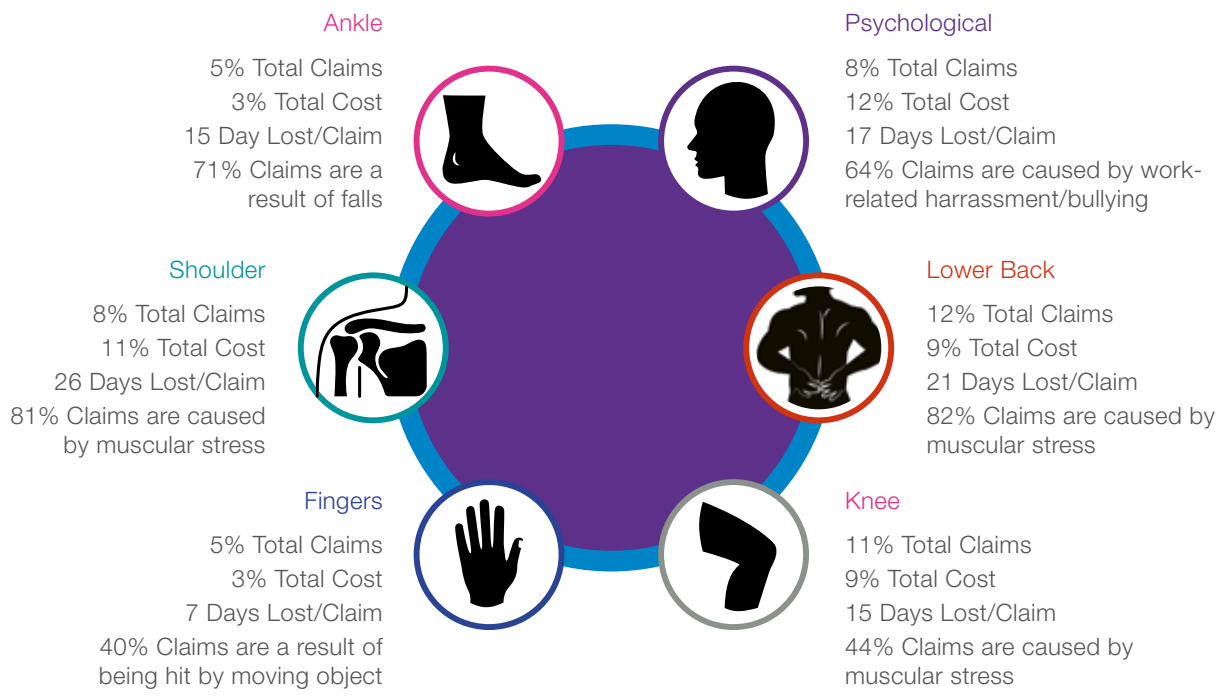 Ankle
5% Total Claims
3% Total Cost
15 Day Lost/Claim
71% Claims are a
result of falls
Psychological
8% Total Claims
12% Total Cost
17 Days Lost/Claim
64% Claims are caused by work-
related harrassment/bullying
Shoulder
8% Total Claims
11% Total Cost
26 Days Lost/Claim
81% Claims are caused
by muscular stress
Lower Back
12% Total Claims
9% Total Cost
21 Days Lost/Claim
82% Claims are caused by
muscular stress
Fingers
5% Total Claims
3% Total Cost
7 Days Lost/Claim
40% Claims are a result of
being hit by moving object
Knee
11% Total Claims
9% Total Cost
15 Days Lost/Claim
44% Claims are caused by
muscular stress